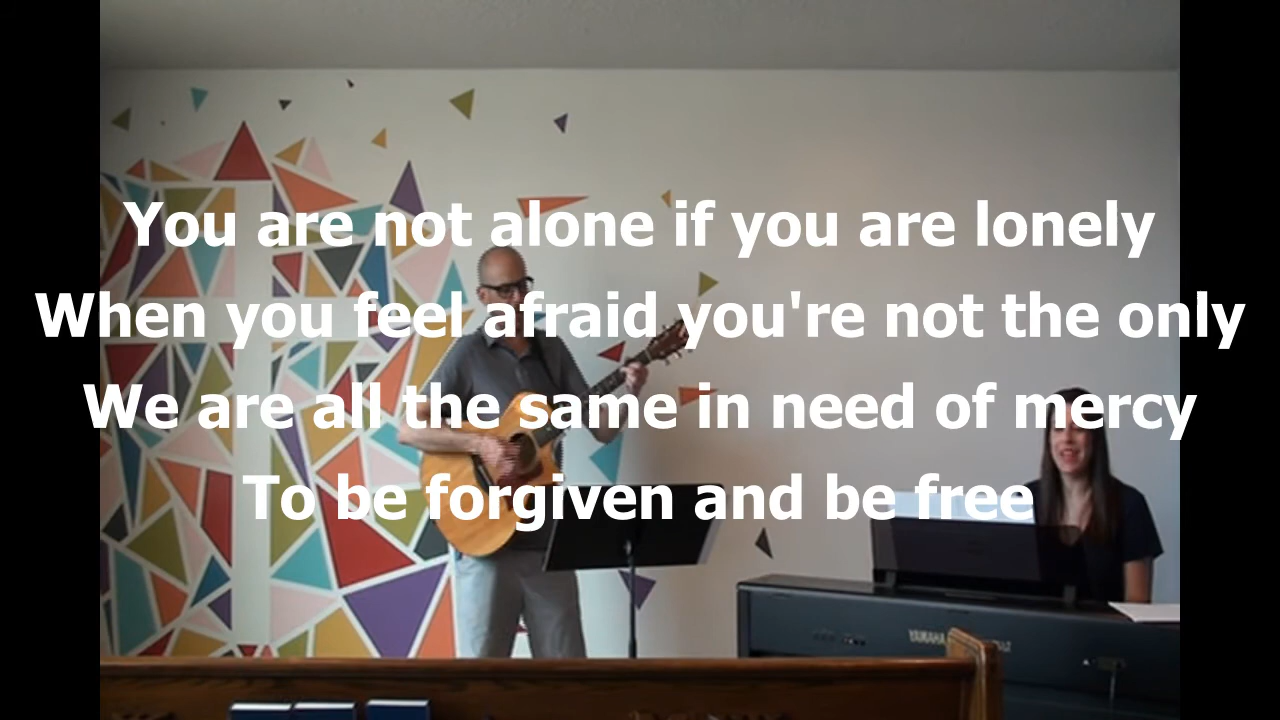 You are not alone if you are lonely
When you feel afraid you're not the only
We are all the same in need of mercy
To be forgiven and be free
YAMAHA